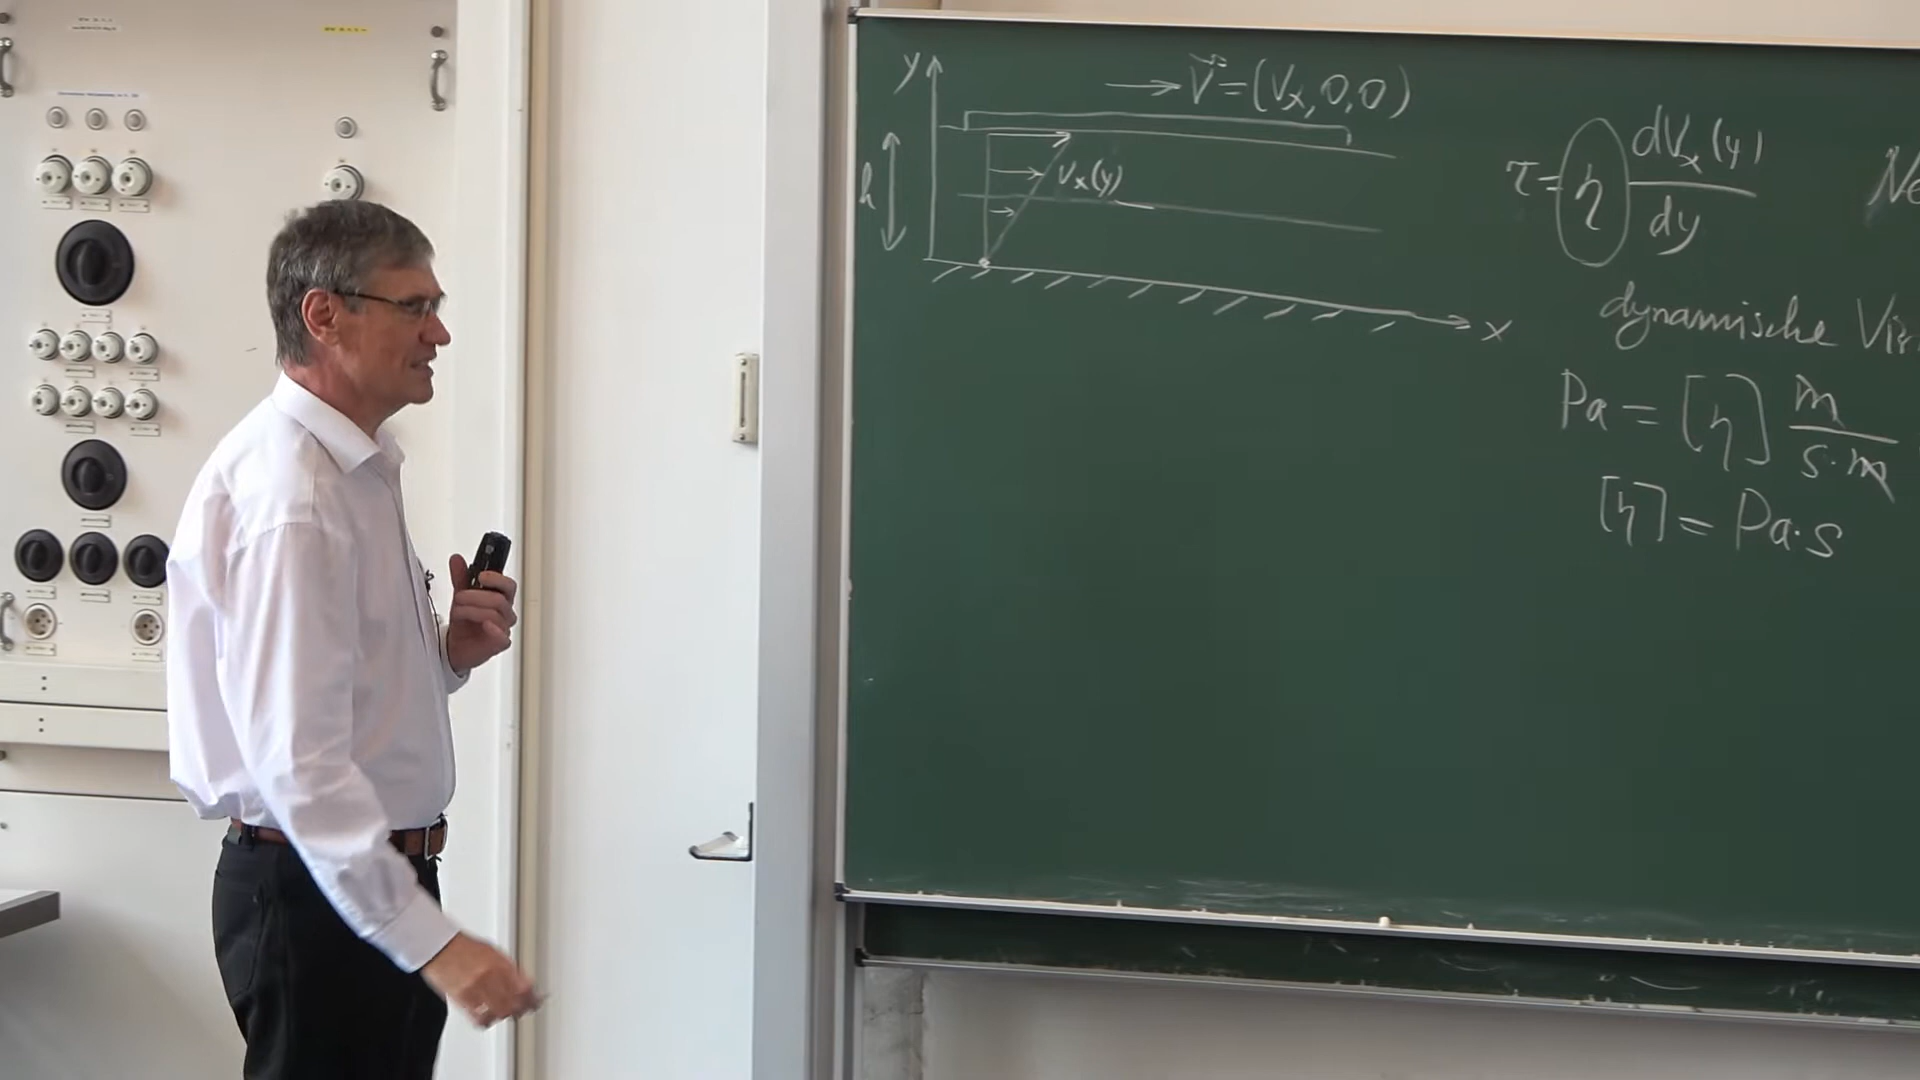 y
V⃗=(Vx,0,0)
h
Vx(y)
x
τ=η dVx(y)/dy
dynamische
Pa = [η] m/(s·m)
[η] = Pa·s